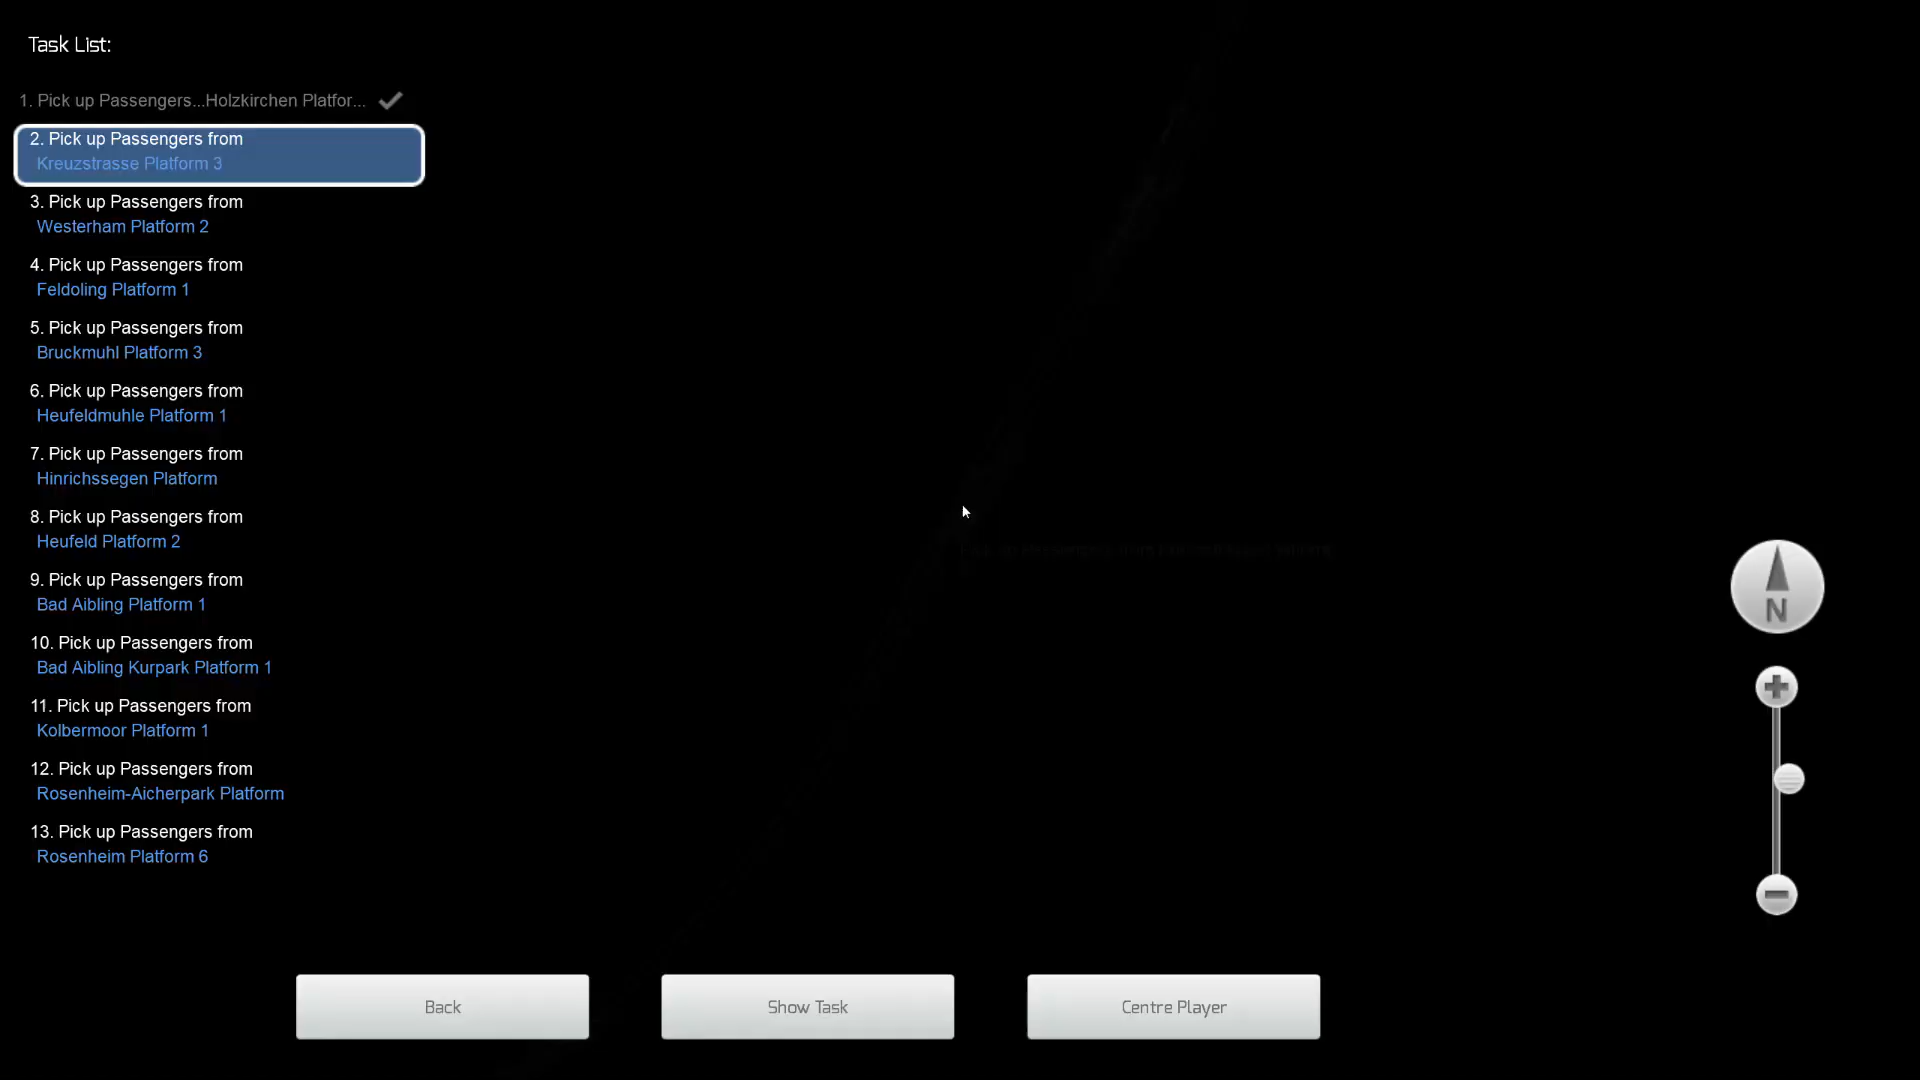 Task List:
1. Pick up Passengers...Holzkirchen Platfor...
2. Pick up Passengers from
Kreuzstrasse Platform 3
3. Pick up Passengers from
Westerham Platform 2
4. Pick up Passengers from
Feldoling Platform 1
5. Pick up Passengers from
Bruckmuhl Platform 3
6. Pick up Passengers from
Heufeldmuhle Platform 1
7. Pick up Passengers from
Hinrichssegen Platform
8. Pick up Passengers from
Heufeld Platform 2
9. Pick up Passengers from
Bad Aibling Platform 1
10. Pick up Passengers from
Bad Aibling Kurpark Platform 1
11. Pick up Passengers from
Kolbermoor Platform 1
12. Pick up Passengers from
Rosenheim-Aicherpark Platform
13. Pick up Passengers from
Rosenheim Platform 6
N
Back
Show Task
Centre Player